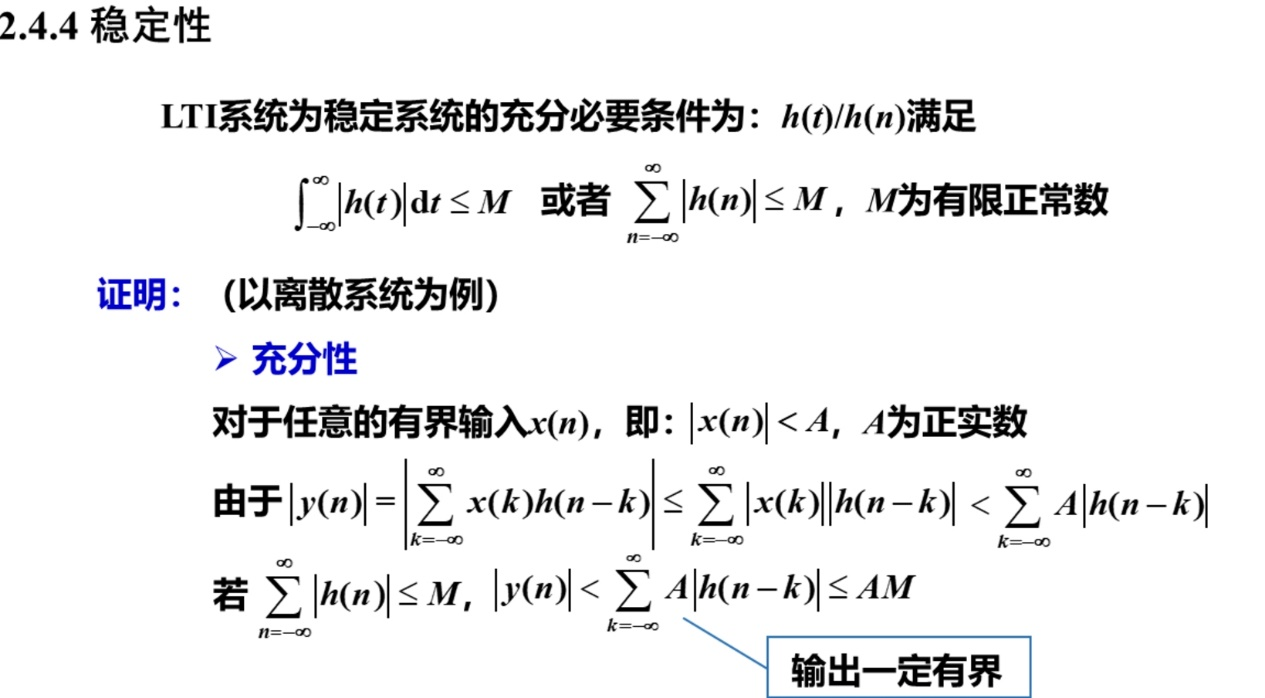 2.4.4 稳定性
LTI系统为稳定系统的充分必要条件为：h(t)/h(n)满足
∫_{-∞}^{∞} |h(t)| dt ≤ M 或者 ∑_{n=-∞}^{∞} |h(n)| ≤ M，M为有限正常数
证明：（以离散系统为例）
➢ 充分性
对于任意的有界输入x(n)，即：|x(n)| < A，A为正实数
由于 |y(n)| = |∑_{k=-∞}^{∞} x(k)h(n-k)| ≤ ∑_{k=-∞}^{∞} |x(k)||h(n-k)| < ∑_{k=-∞}^{∞} A|h(n-k)|
若 ∑_{n=-∞}^{∞} |h(n)| ≤ M，|y(n)| < ∑_{k=-∞}^{∞} A|h(n-k)| ≤ AM
输出一定有界